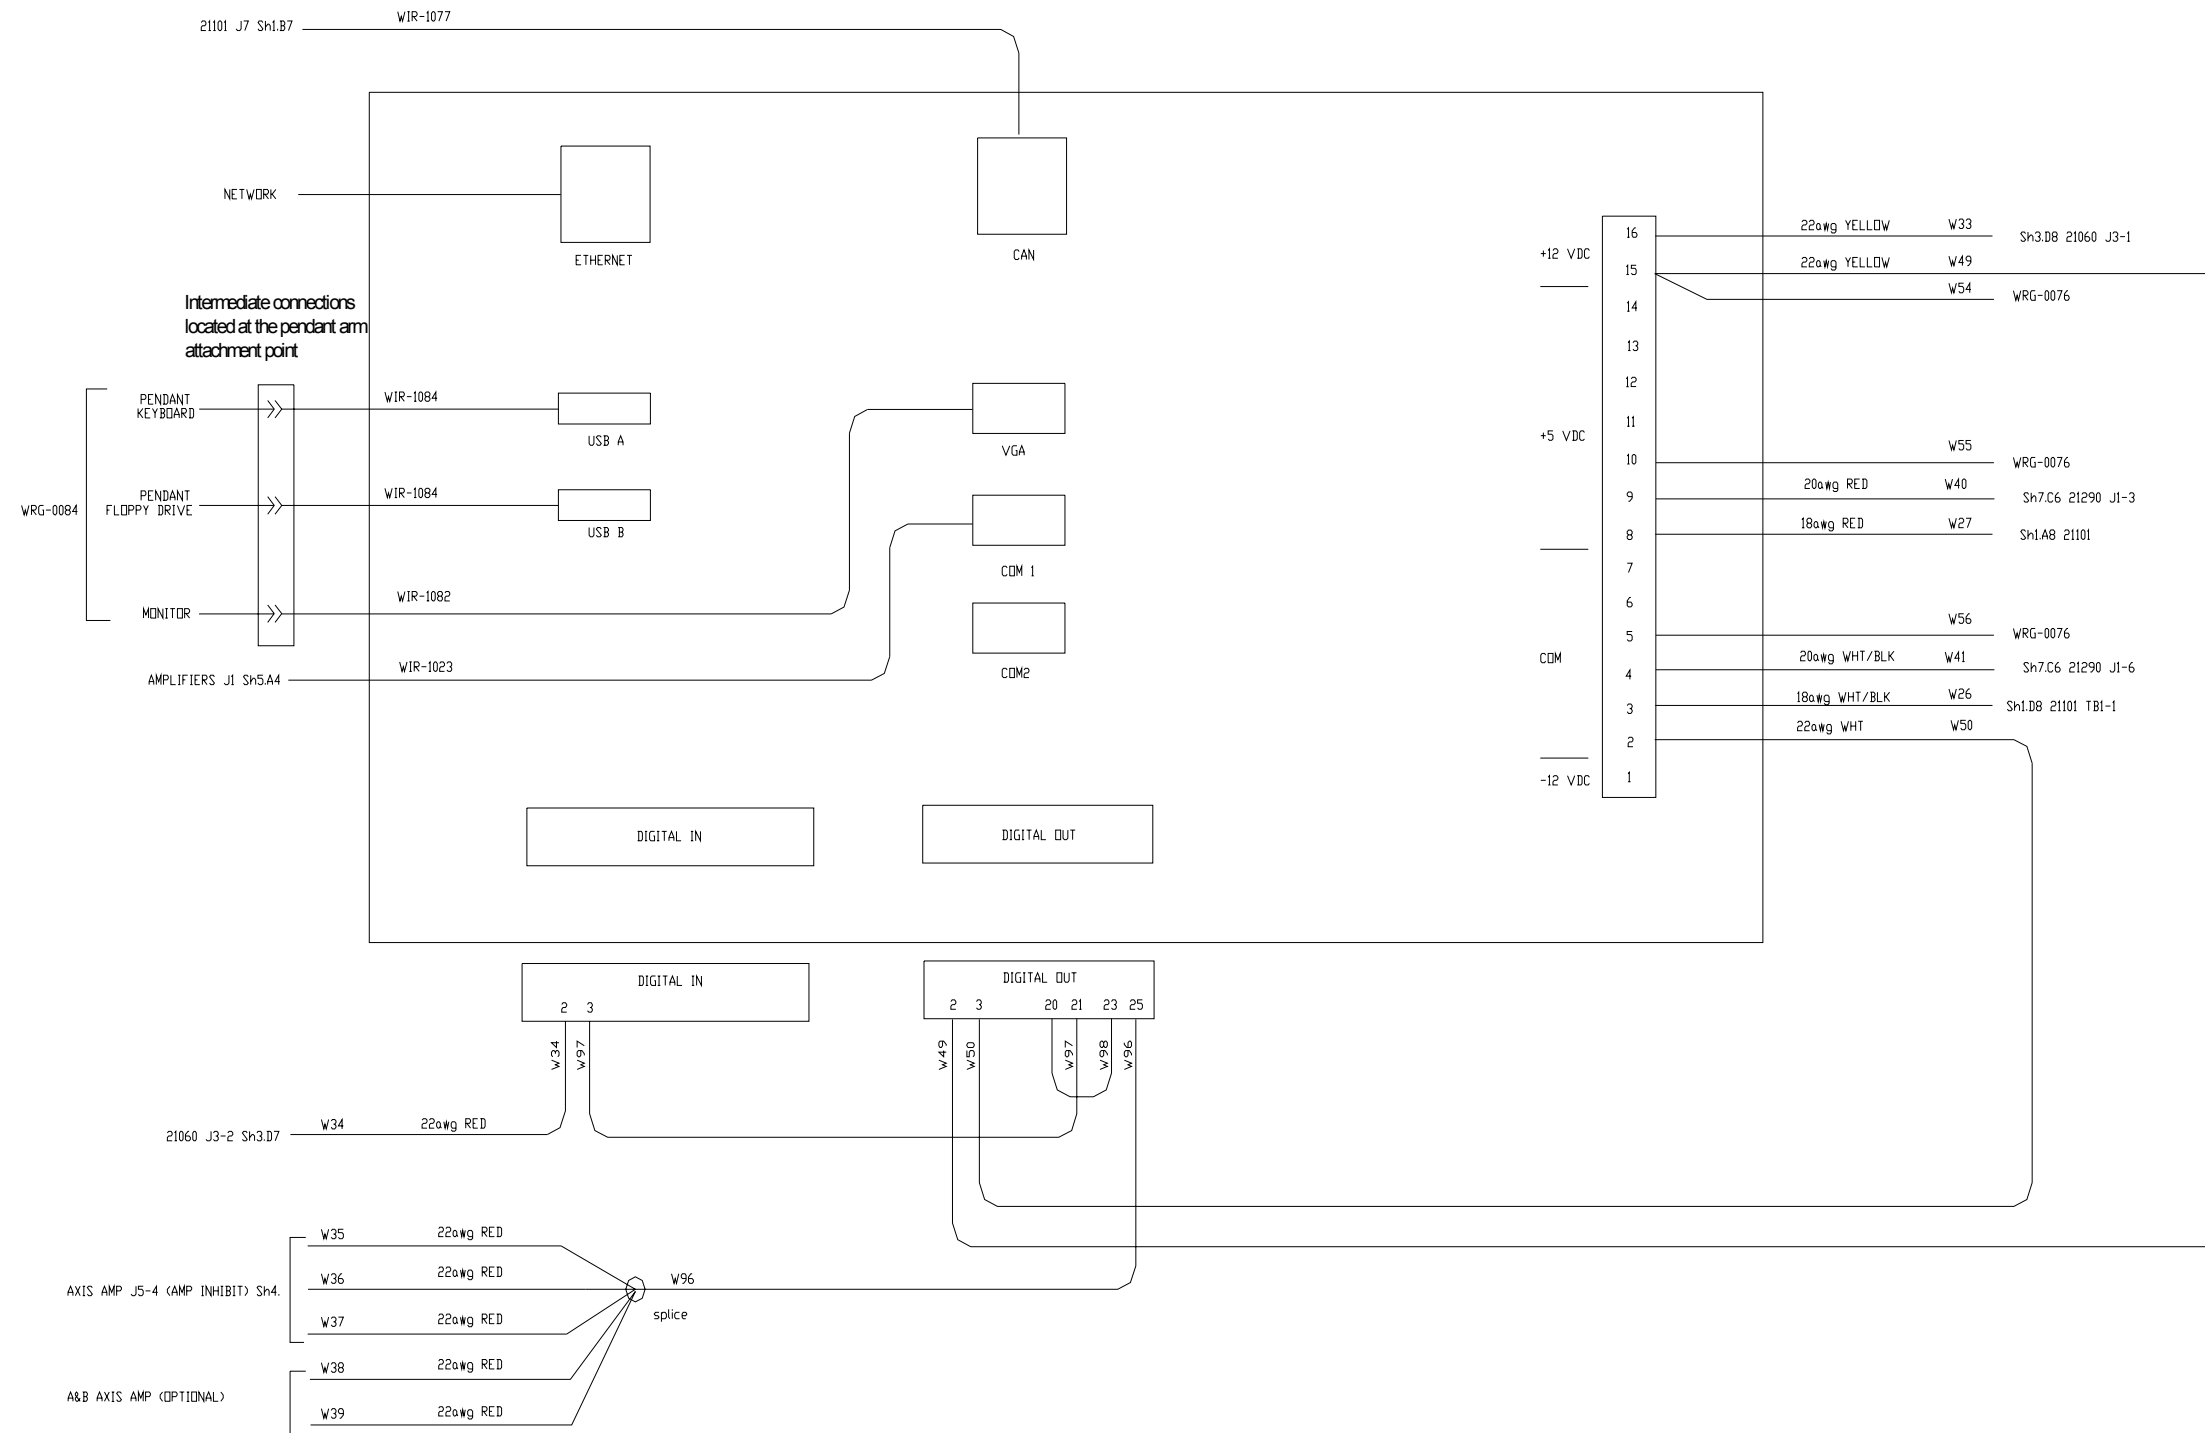 WIR-1077
21101 J7 Sh1.B7
NETWORK
ETHERNET
CAN
Intermediate connections
located at the pendant arm
attachment point
WRG-0084
PENDANT
KEYBOARD
WIR-1084
USB A
PENDANT
FLOPPY DRIVE
WIR-1084
USB B
MONITOR
WIR-1082
AMPLIFIERS J1 Sh5.A4
WIR-1023
VGA
COM 1
COM2
+12 VDC
+5 VDC
COM
-12 VDC
16
15
14
13
12
11
10
9
8
7
6
5
4
3
2
1
22awg YELLOW W33 Sh3.D8 21060 J3-1
22awg YELLOW W49
W54 WRG-0076
W55 WRG-0076
20awg RED W40 Sh7.C6 21290 J1-3
18awg RED W27 Sh1.A8 21101
W56 WRG-0076
20awg WHT/BLK W41 Sh7.C6 21290 J1-6
18awg WHT/BLK W26 Sh1.D8 21101 TB1-1
22awg WHT W50
DIGITAL IN
DIGITAL OUT
DIGITAL IN
2 3
W34 W97
DIGITAL OUT
2 3 20 21 23 25
W49 W50 W97 W98 W96
21060 J3-2 Sh3.D7 W34 22awg RED
AXIS AMP J5-4 (AMP INHIBIT) Sh4.
W35 22awg RED
W36 22awg RED
W37 22awg RED
W96
splice
A&B AXIS AMP (OPTIONAL)
W38 22awg RED
W39 22awg RED